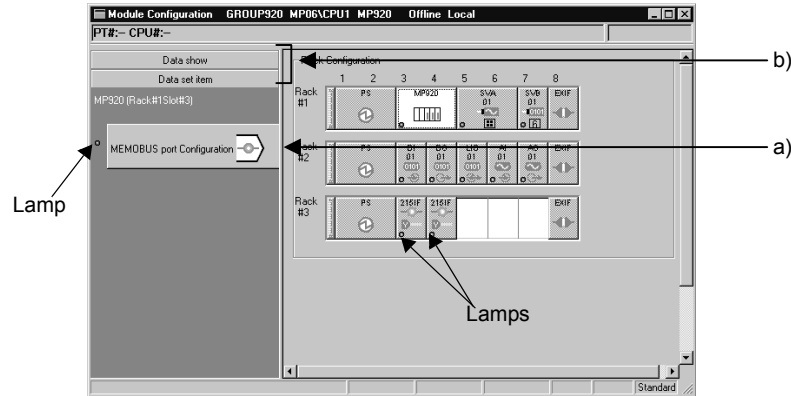 Module Configuration GROUP920 MP06\CPU1 MP920 Offline Local
PT#:– CPU#:–
Data show
Data set item
MP920 (Rack#1Slot#3)
MEMOBUS port Configuration
Lamp
Rack Configuration
1 2 3 4 5 6 7 8
Rack #1
PS
MP920
SVA 01
SVB 01
EXIF
Rack #2
PS
DI 01
DO 01
LIO 01
AI 01
AO 01
EXIF
Rack #3
PS
215IF
215IF
EXIF
Lamps
b)
a)
Standard